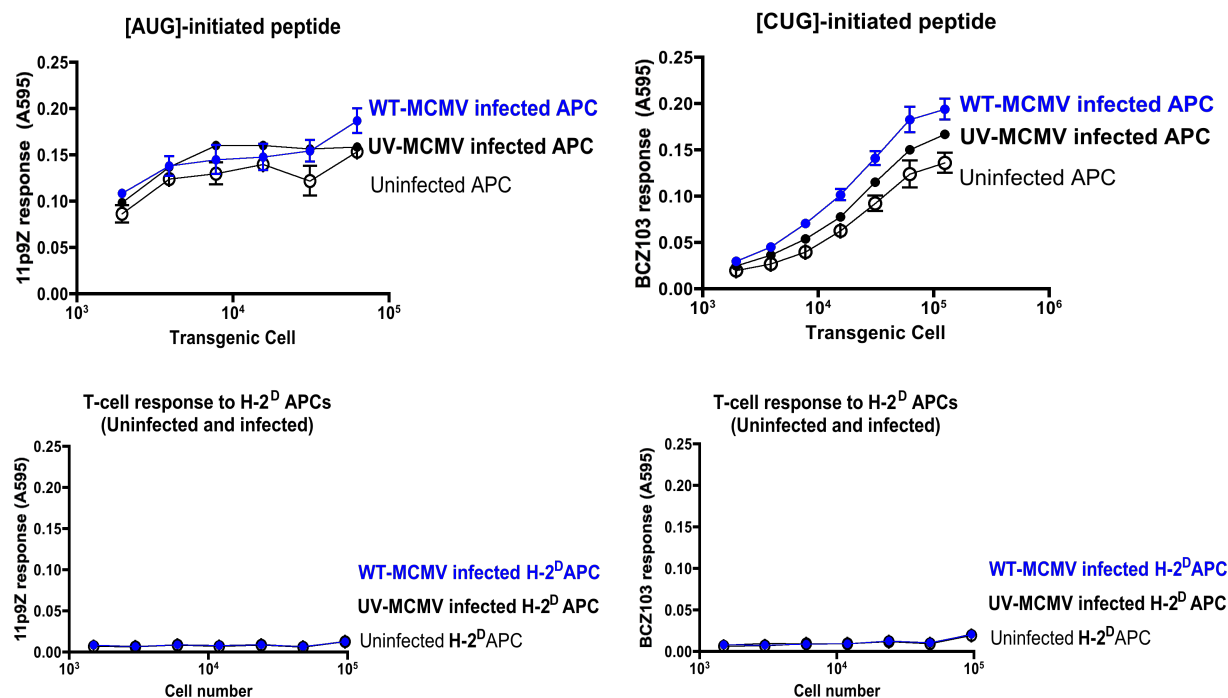 [AUG]-initiated peptide
11p9Z response (A595)
0.25
0.20
0.15
0.10
0.05
0.00
10³
10⁴
10⁵
Transgenic Cell
WT-MCMV infected APC
UV-MCMV infected APC
Uninfected APC
[CUG]-initiated peptide
BCZ103 response (A595)
0.25
0.20
0.15
0.10
0.05
0.00
10³
10⁴
10⁵
10⁶
Transgenic Cell
WT-MCMV infected APC
UV-MCMV infected APC
Uninfected APC
T-cell response to H-2ᴰ APCs
(Uninfected and infected)
11p9Z response (A595)
0.25
0.20
0.15
0.10
0.05
0.00
10³
10⁴
10⁵
Cell number
WT-MCMV infected H-2ᴰAPC
UV-MCMV infected H-2ᴰ APC
Uninfected H-2ᴰAPC
T-cell response to H-2ᴰ APCs
(Uninfected and infected)
BCZ103 response (A595)
0.25
0.20
0.15
0.10
0.05
0.00
10³
10⁴
10⁵
Cell number
WT-MCMV infected H-2ᴰAPC
UV-MCMV infected H-2ᴰ APC
Uninfected H-2ᴰAPC